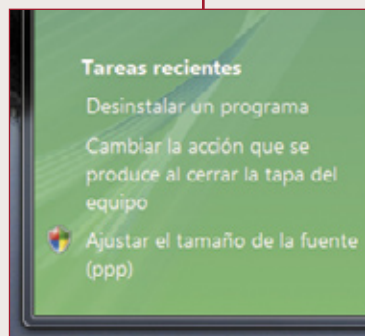 Tareas recientes
Desinstalar un programa
Cambiar la acción que se
produce al cerrar la tapa del
equipo
Ajustar el tamaño de la fuente
(ppp)